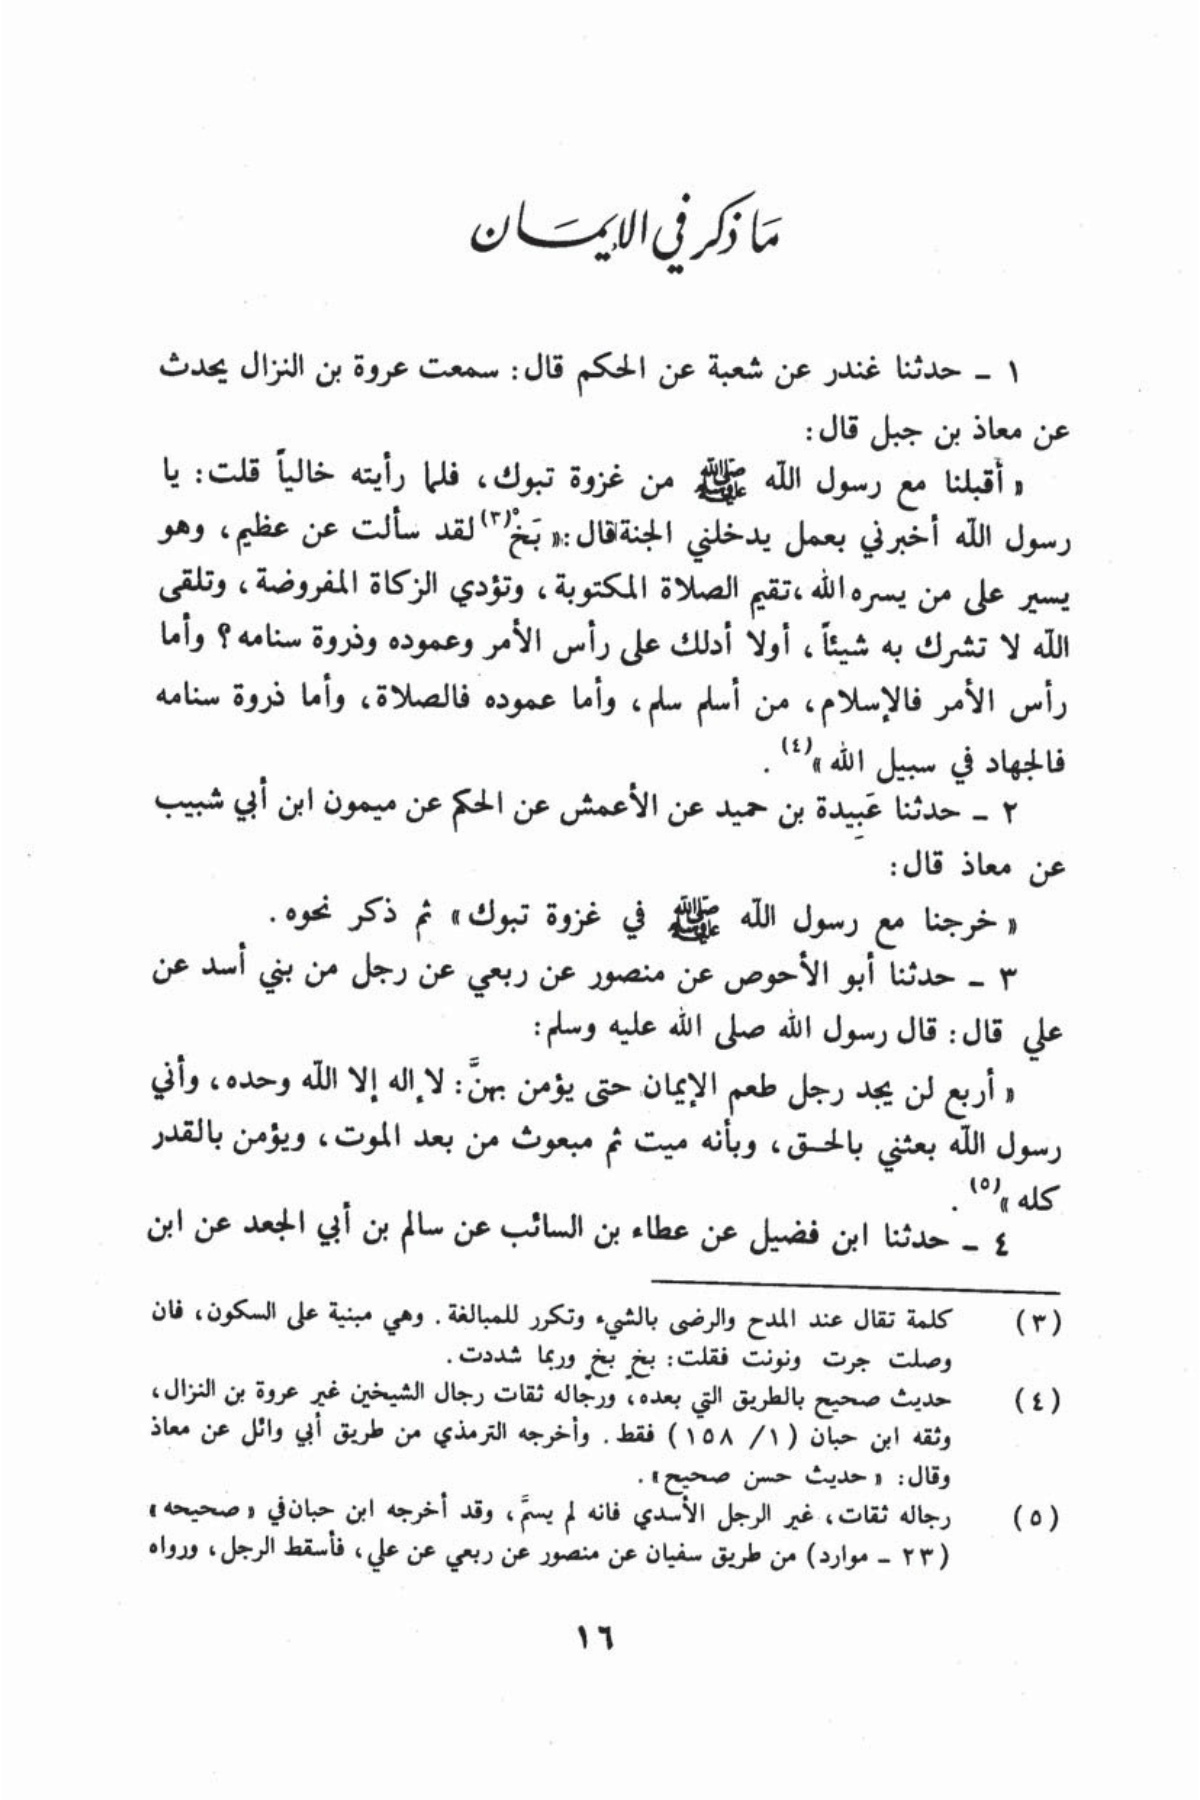 مَا ذكر في الإيمَان
١ ـ حدثنا غندر عن شعبة عن الحكم قال: سمعت عروة بن النزال يحدث
عن معاذ بن جبل قال:
« أقبلنا مع رسول اللّه ﷺ من غزوة تبوك، فلما رأيته خالياً قلت: يا
رسول اللّه أخبرني بعمل يدخلني الجنة قال: « بَخْ(٣) لقد سألت عن عظيم، وهو
يسير على من يسره الله، تقيم الصلاة المكتوبة، وتؤدي الزكاة المفروضة، وتلقى
اللّه لا تشرك به شيئاً، أولا أدلك على رأس الأمر وعموده وذروة سنامه؟ وأما
رأس الأمر فالإسلام، من أسلم سلم، وأما عموده فالصلاة، وأما ذروة سنامه
فالجهاد في سبيل الله »(٤).
٢ ـ حدثنا عَبِيدة بن حميد عن الأعمش عن الحكم عن ميمون ابن أبي شبيب
عن معاذ قال:
« خرجنا مع رسول اللّه ﷺ في غزوة تبوك » ثم ذكر نحوه.
٣ ـ حدثنا أبو الأحوص عن منصور عن ربعي عن رجل من بني أسد عن
علي قال: قال رسول الله صلى الله عليه وسلم:
« أربع لن يجد رجل طعم الإيمان حتى يؤمن بهنَّ: لا إله إلا اللّه وحده، وأني
رسول اللّه بعثني بالحـق، وبأنه ميت ثم مبعوث من بعد الموت، ويؤمن بالقدر
كله »(٥).
٤ ـ حدثنا ابن فضيل عن عطاء بن السائب عن سالم بن أبي الجعد عن ابن
(٣) كلمة تقال عند المدح والرضى بالشيء وتكرر للمبالغة. وهي مبنية على السكون، فان
وصلت جرت ونونت فقلت: بخٍ بخٍ وربما شددت.
(٤) حديث صحيح بالطريق التي بعده، ورجاله ثقات رجال الشيخين غير عروة بن النزال،
وثقه ابن حبان (١/ ١٥٨) فقط. وأخرجه الترمذي من طريق أبي وائل عن معاذ
وقال: « حديث حسن صحيح ».
(٥) رجاله ثقات، غير الرجل الأسدي فانه لم يسمَّ، وقد أخرجه ابن حبان في « صحيحه »
(٢٣ ـ موارد) من طريق سفيان عن منصور عن ربعي عن علي، فأسقط الرجل، ورواه
١٦